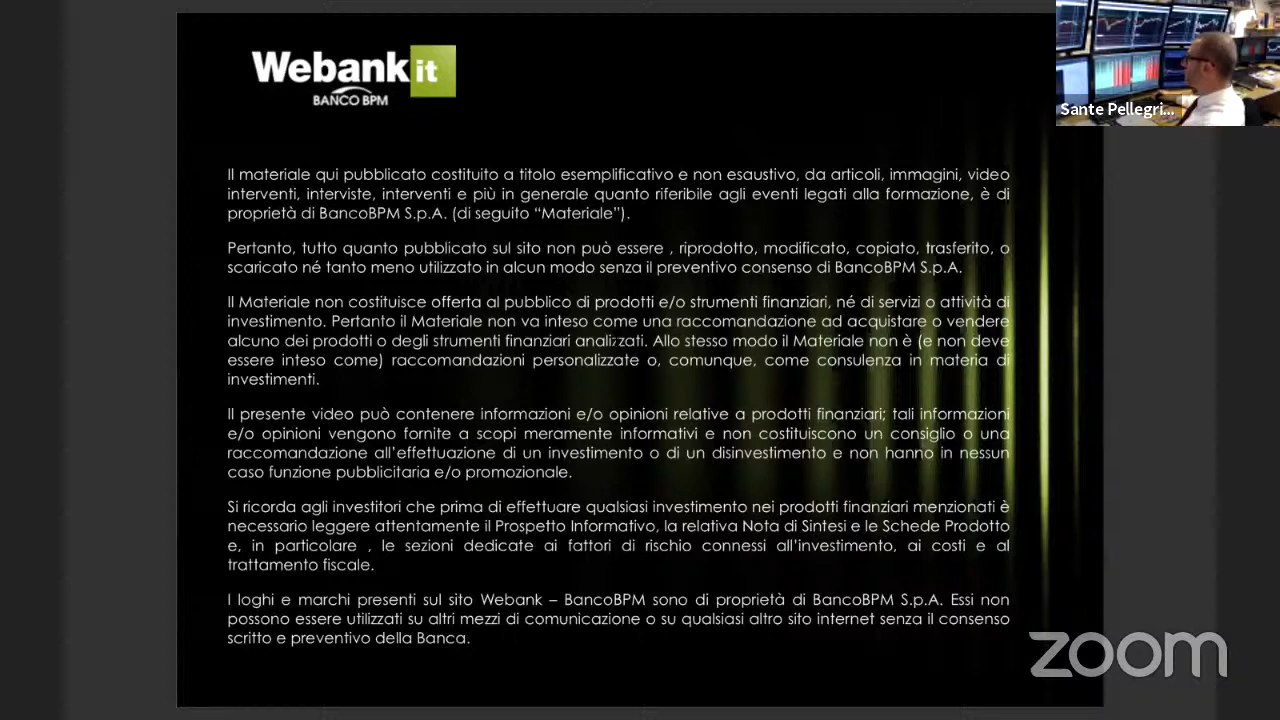 Webank it
BANCO BPM
Sante Pellegri...
Il materiale qui pubblicato costituito a titolo esemplificativo e non esaustivo, da articoli, immagini, video
interventi, interviste, interventi e più in generale quanto riferibile agli eventi legati alla formazione, è di
proprietà di BancoBPM S.p.A. (di seguito “Materiale”).
Pertanto, tutto quanto pubblicato sul sito non può essere , riprodotto, modificato, copiato, trasferito, o
scaricato né tanto meno utilizzato in alcun modo senza il preventivo consenso di BancoBPM S.p.A.
Il Materiale non costituisce offerta al pubblico di prodotti e/o strumenti finanziari, né di servizi o attività di
investimento. Pertanto il Materiale non va inteso come una raccomandazione ad acquistare o vendere
alcuno dei prodotti o degli strumenti finanziari analizzati. Allo stesso modo il Materiale non è (e non deve
essere inteso come) raccomandazioni personalizzate o, comunque, come consulenza in materia di
investimenti.
Il presente video può contenere informazioni e/o opinioni relative a prodotti finanziari; tali informazioni
e/o opinioni vengono fornite a scopi meramente informativi e non costituiscono un consiglio o una
raccomandazione all’effettuazione di un investimento o di un disinvestimento e non hanno in nessun
caso funzione pubblicitaria e/o promozionale.
Si ricorda agli investitori che prima di effettuare qualsiasi investimento nei prodotti finanziari menzionati è
necessario leggere attentamente il Prospetto Informativo, la relativa Nota di Sintesi e le Schede Prodotto
e, in particolare , le sezioni dedicate ai fattori di rischio connessi all’investimento, ai costi e al
trattamento fiscale.
I loghi e marchi presenti sul sito Webank – BancoBPM sono di proprietà di BancoBPM S.p.A. Essi non
possono essere utilizzati su altri mezzi di comunicazione o su qualsiasi altro sito internet senza il consenso
scritto e preventivo della Banca.
zoom